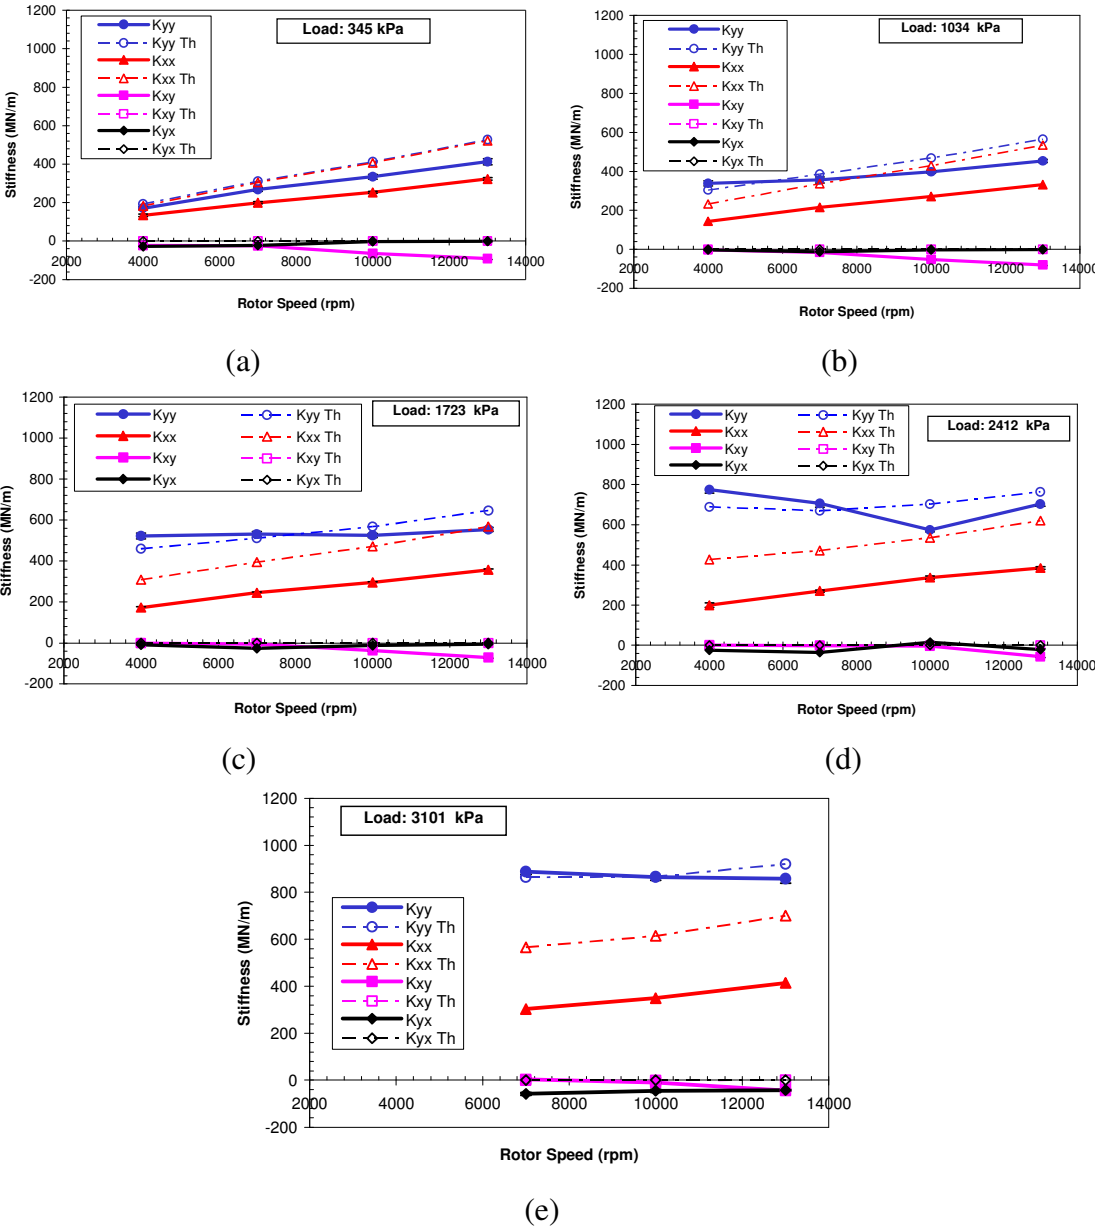 Load: 345 kPa
Kyy
Kyy Th
Kxx
Kxx Th
Kxy
Kxy Th
Kyx
Kyx Th
1200
1000
800
600
400
200
0
-200
2000 4000 6000 8000 10000 12000 14000
Stiffness (MN/m)
Rotor Speed (rpm)
(a)
Load: 1034 kPa
Kyy
Kyy Th
Kxx
Kxx Th
Kxy
Kxy Th
Kyx
Kyx Th
1200
1000
800
600
400
200
0
-200
2000 4000 6000 8000 10000 12000 14000
Stiffness (MN/m)
Rotor Speed (rpm)
(b)
Load: 1723 kPa
Kyy Kyy Th
Kxx Kxx Th
Kxy Kxy Th
Kyx Kyx Th
1200
1000
800
600
400
200
0
-200
2000 4000 6000 8000 10000 12000 14000
Stiffness (MN/m)
Rotor Speed (rpm)
(c)
Load: 2412 kPa
Kyy Kyy Th
Kxx Kxx Th
Kxy Kxy Th
Kyx Kyx Th
1200
1000
800
600
400
200
0
-200
2000 4000 6000 8000 10000 12000 14000
Stiffness (MN/m)
Rotor Speed (rpm)
(d)
Load: 3101 kPa
Kyy
Kyy Th
Kxx
Kxx Th
Kxy
Kxy Th
Kyx
Kyx Th
1200
1000
800
600
400
200
0
-200
2000 4000 6000 8000 10000 12000 14000
Stiffness (MN/m)
Rotor Speed (rpm)
(e)